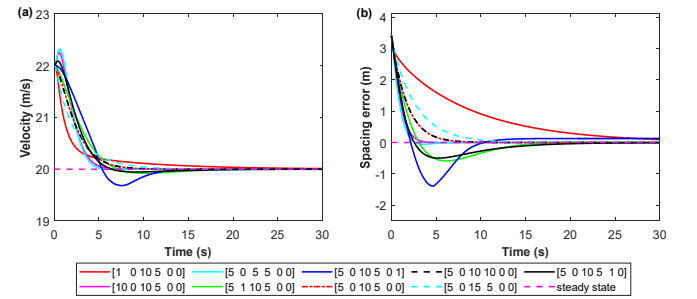 (a)
23
22
21
20
19
Velocity (m/s)
0 5 10 15 20 25 30
Time (s)
(b)
4
3
2
1
0
-1
-2
Spacing error (m)
0 5 10 15 20 25 30
Time (s)
[1 0 10 5 0 0] [5 0 5 5 0 0] [5 0 10 5 0 1] [5 0 10 10 0 0] [5 0 10 5 1 0]
[10 0 10 5 0 0] [5 1 10 5 0 0] [5 0 10 5 0 0] [5 0 15 5 0 0] steady state